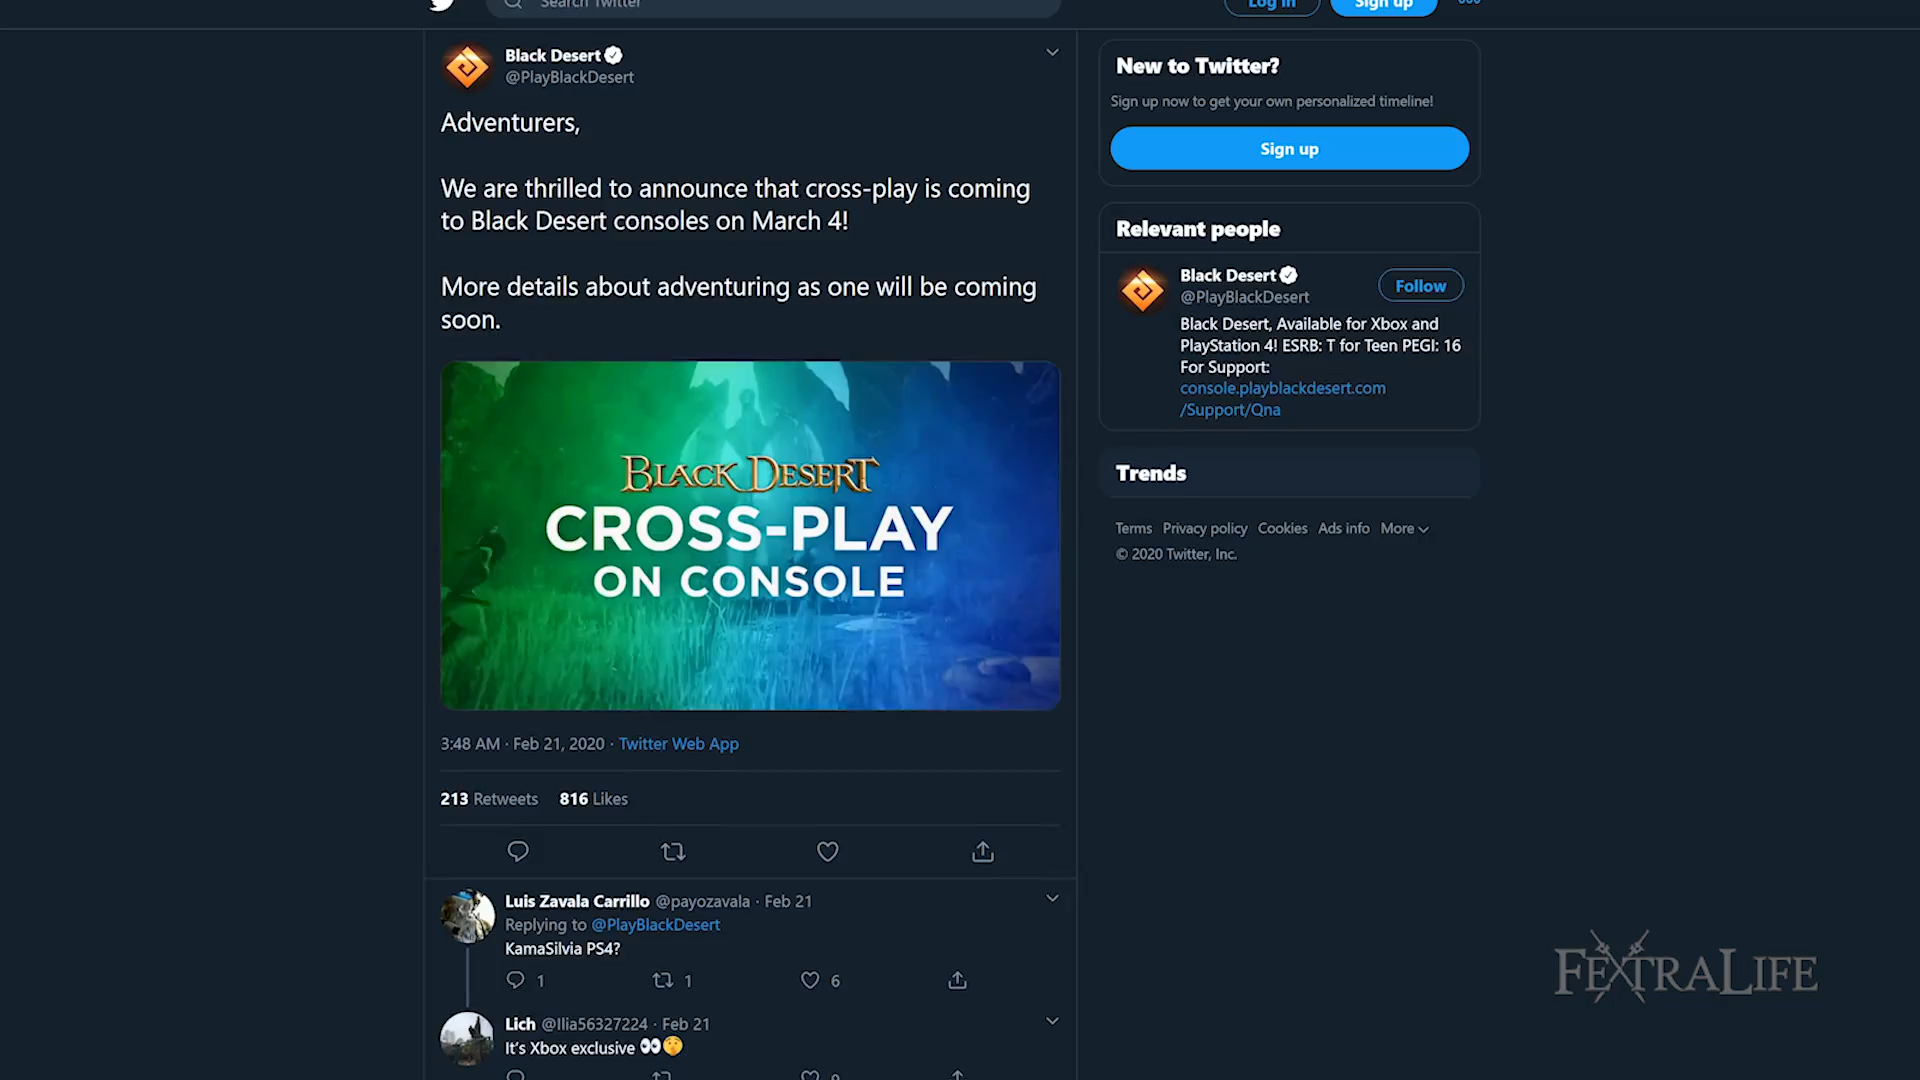 Search Twitter
Log in
Sign up
Black Desert
@PlayBlackDesert
Adventurers,
We are thrilled to announce that cross-play is coming
to Black Desert consoles on March 4!
More details about adventuring as one will be coming
soon.
BLACK DESERT
CROSS-PLAY
ON CONSOLE
3:48 AM · Feb 21, 2020 · Twitter Web App
213 Retweets 816 Likes
Luis Zavala Carrillo @payozavala · Feb 21
Replying to @PlayBlackDesert
KamaSilvia PS4?
1 1 6
Lich @Ilia56327224 · Feb 21
It's Xbox exclusive 👀🤫
New to Twitter?
Sign up now to get your own personalized timeline!
Sign up
Relevant people
Black Desert
@PlayBlackDesert
Follow
Black Desert, Available for Xbox and
PlayStation 4! ESRB: T for Teen PEGI: 16
For Support:
console.playblackdesert.com
/Support/Qna
Trends
Terms Privacy policy Cookies Ads info More
© 2020 Twitter, Inc.
FEXTRALIFE